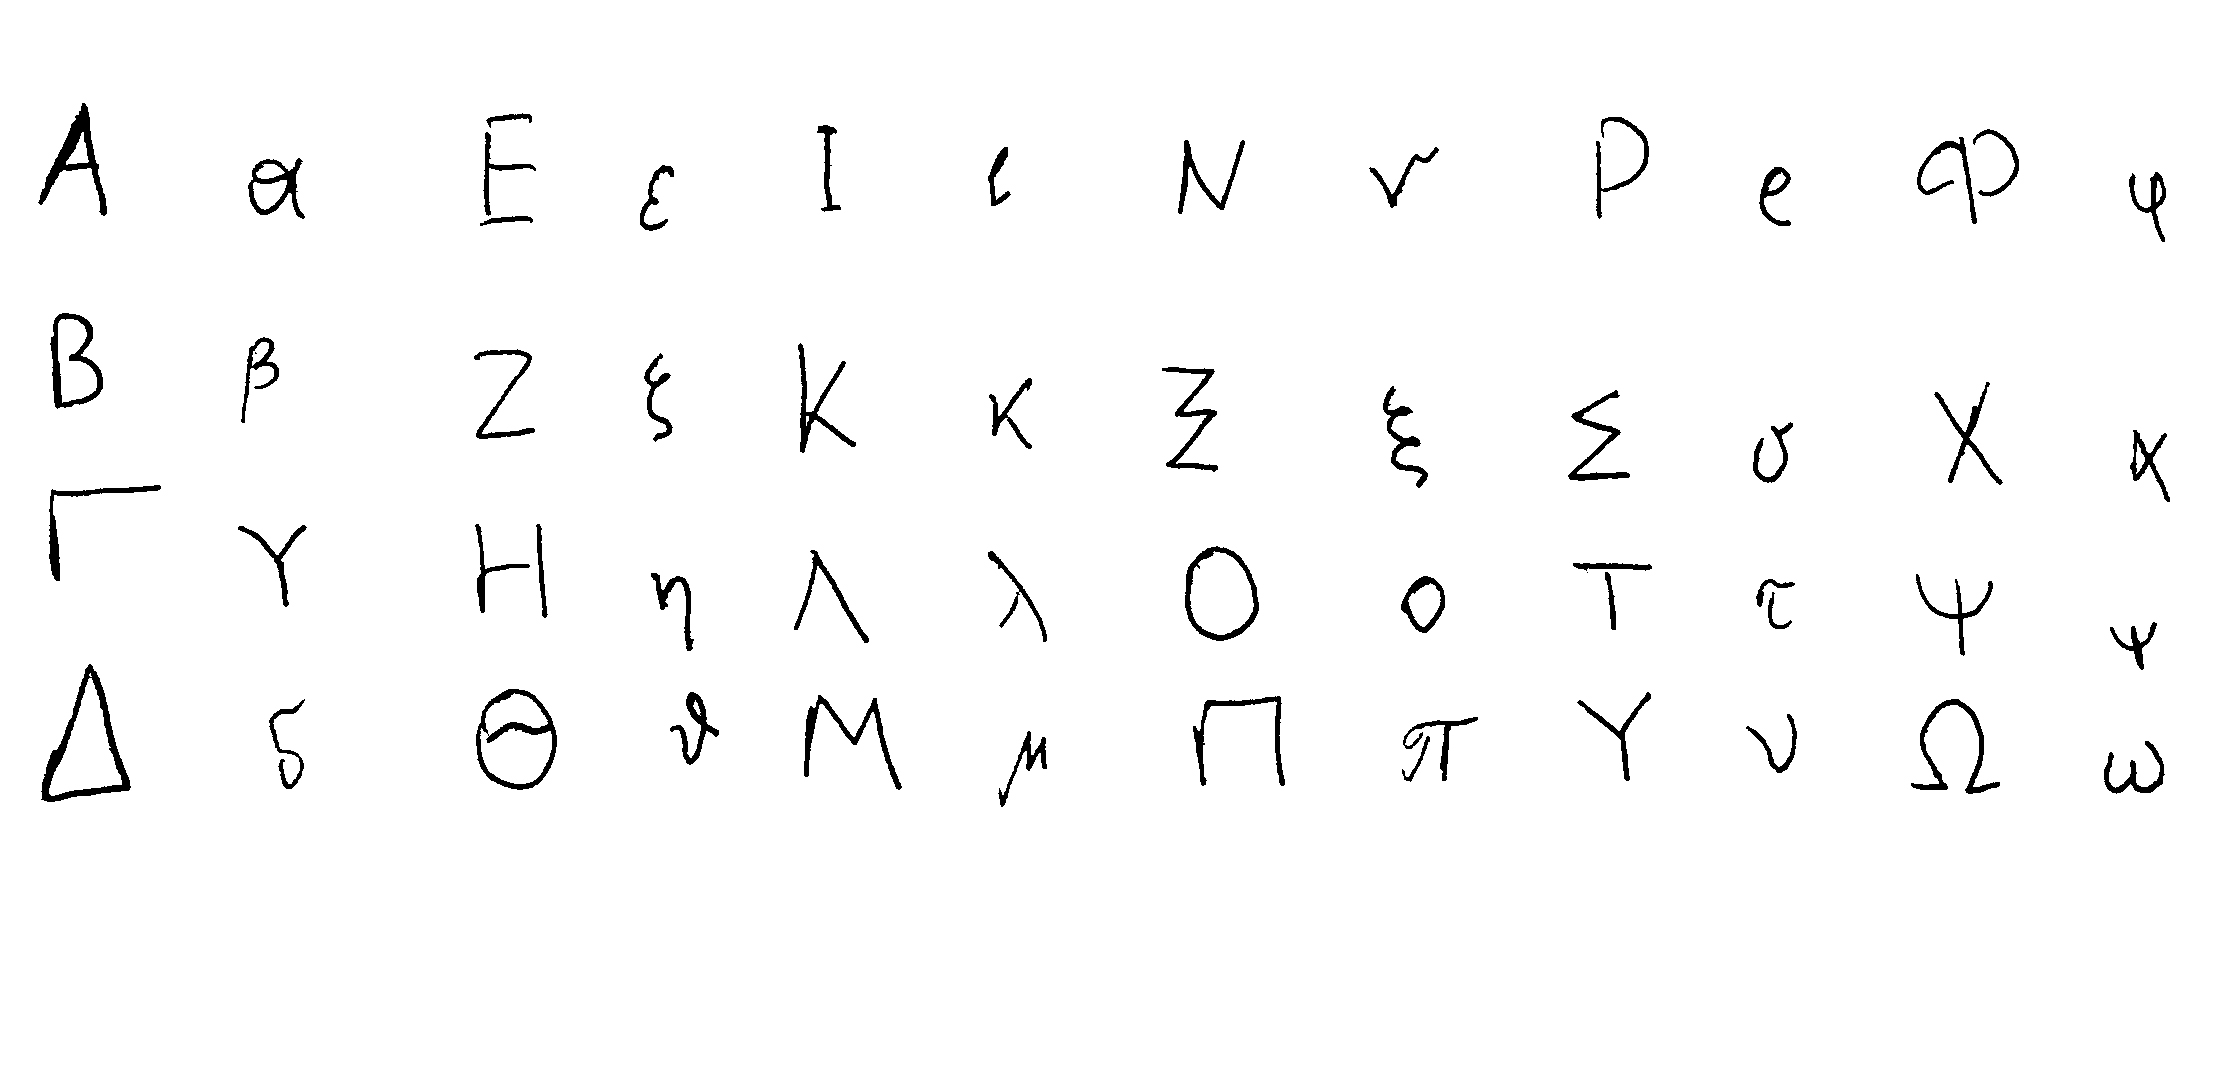 Α α Ε ε Ι ι Ν ν Ρ ρ Φ φ
Β β Ζ ζ Κ κ Ξ ξ Σ σ Χ χ
Γ γ Η η Λ λ Ο ο Τ τ Ψ ψ
Δ δ Θ ϑ Μ μ Π π Υ υ Ω ω